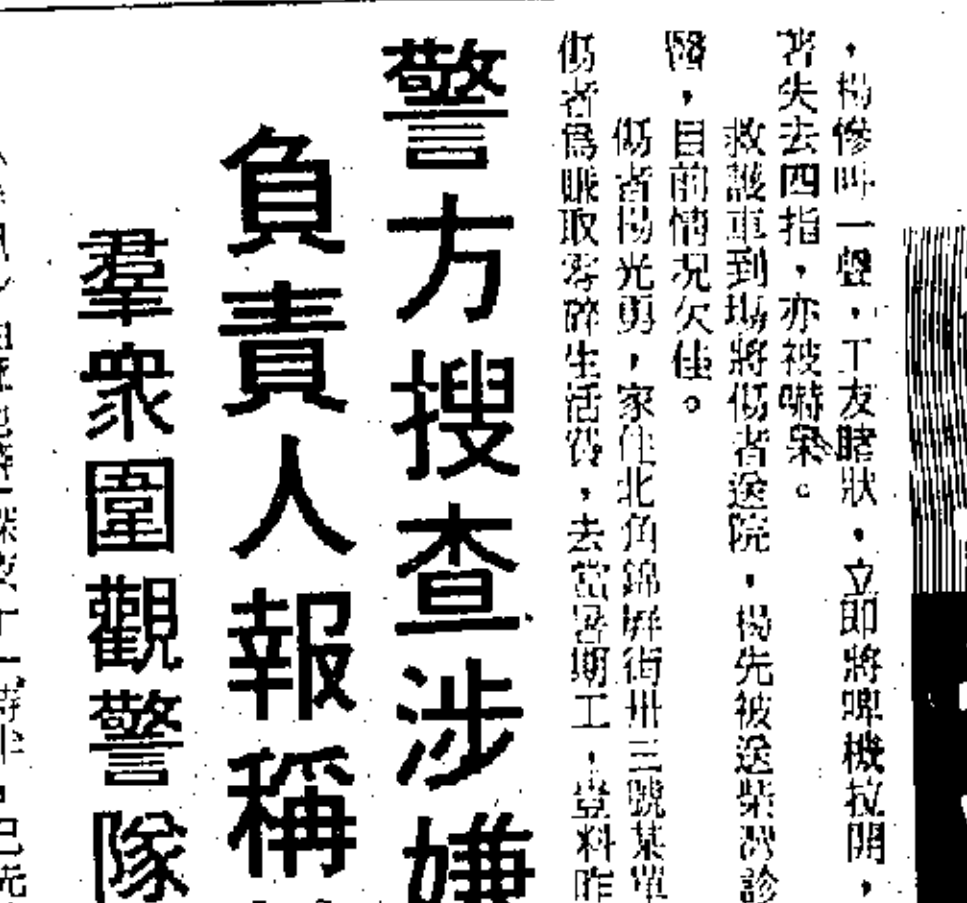 ，楊慘叫一聲，工友睹狀，立即將啤機拉開，
著失去四指，亦被嚇呆。
救護車到場將傷者送院，楊先被送柴灣診
醫，目前情况欠佳。
傷者楊光勇，家住北角錦屏街卅三號某單
傷者爲賺取零碎生活費，去當暑期工，豈料昨
警方搜查涉嫌
負責人報稱
羣衆圍觀警隊